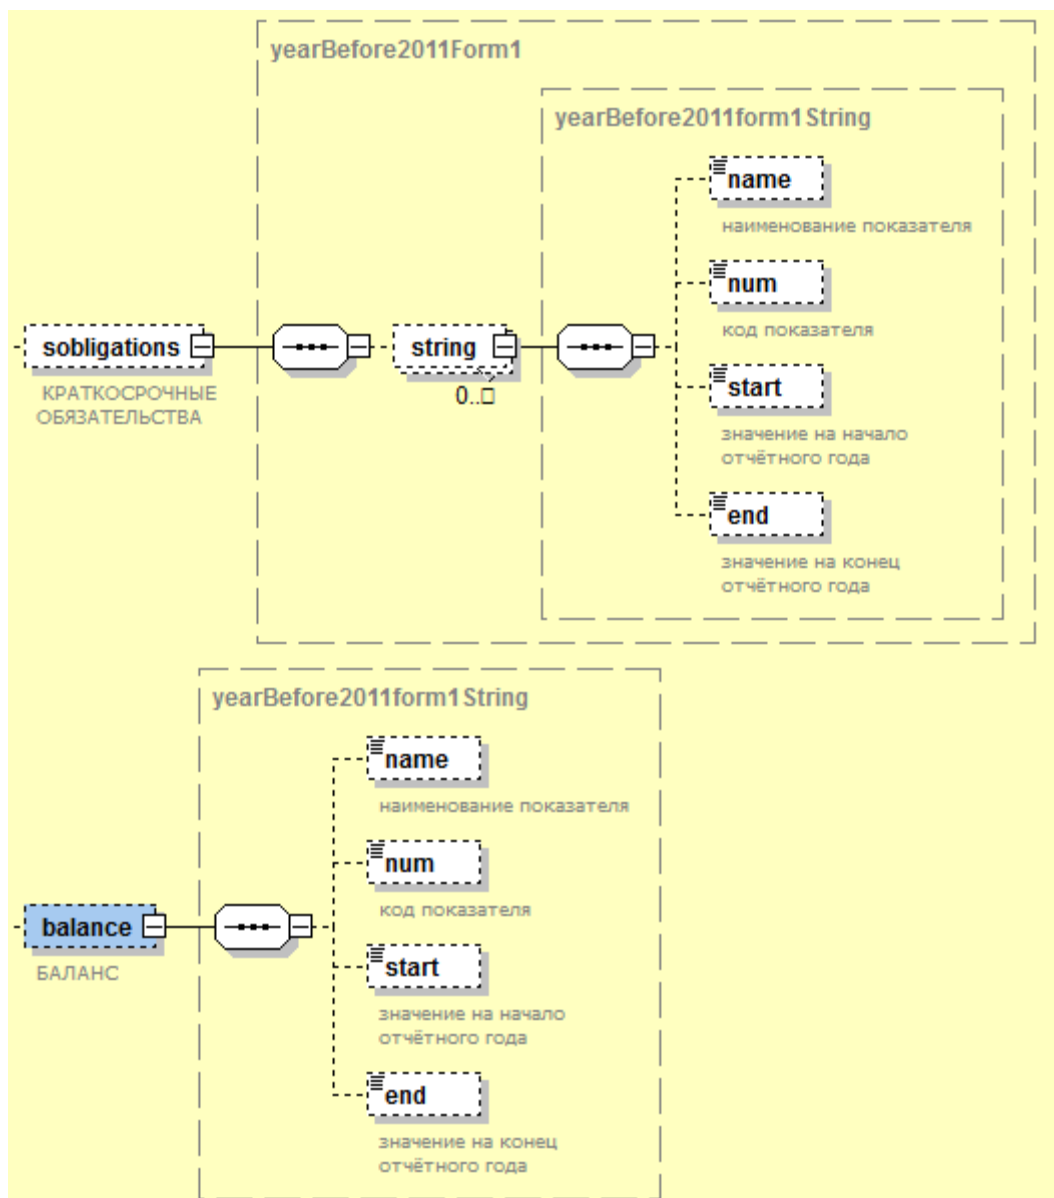 yearBefore2011Form1
yearBefore2011form1String
name
наименование показателя
num
код показателя
sobligations
string
0..□
КРАТКОСРОЧНЫЕ
ОБЯЗАТЕЛЬСТВА
start
значение на начало
отчётного года
end
значение на конец
отчётного года
yearBefore2011form1String
name
наименование показателя
num
код показателя
balance
БАЛАНС
start
значение на начало
отчётного года
end
значение на конец
отчётного года